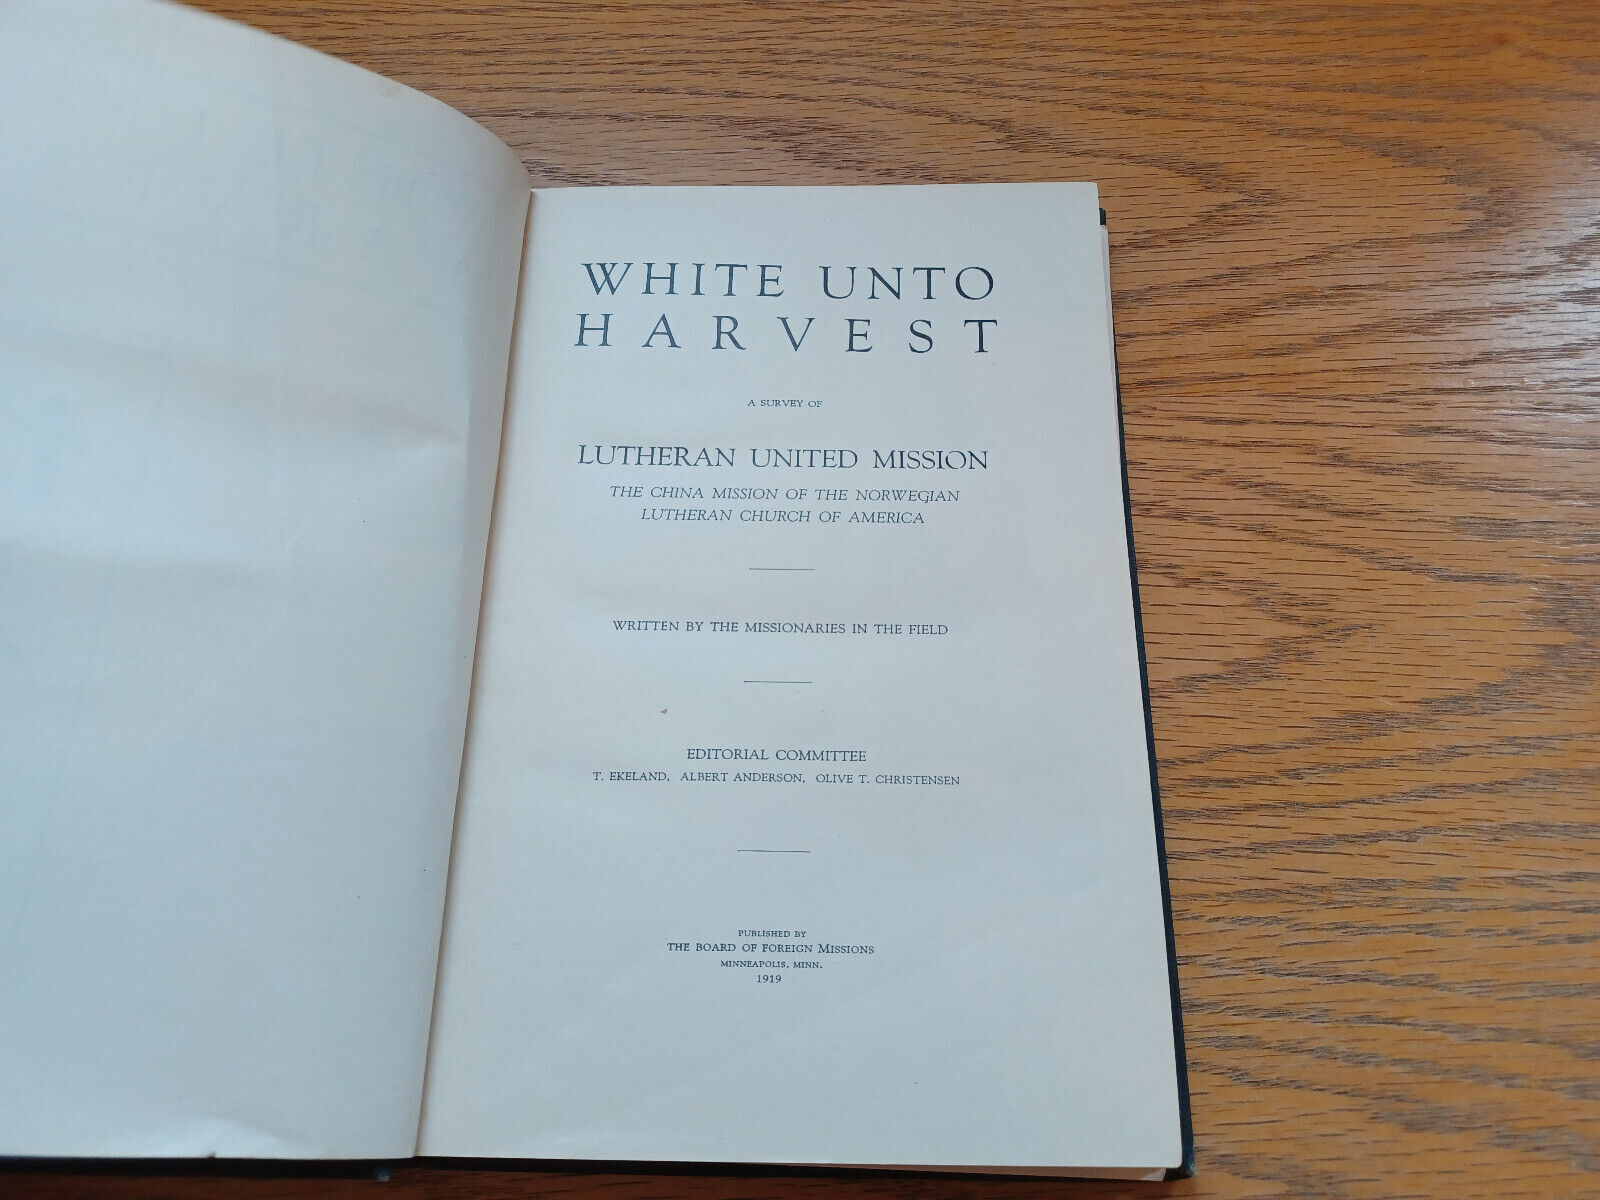 WHITE UNTO
HARVEST
A SURVEY OF
LUTHERAN UNITED MISSION
THE CHINA MISSION OF THE NORWEGIAN
LUTHERAN CHURCH OF AMERICA
WRITTEN BY THE MISSIONARIES IN THE FIELD
EDITORIAL COMMITTEE
T. EKELAND, ALBERT ANDERSON, OLIVE T. CHRISTENSEN
PUBLISHED BY
THE BOARD OF FOREIGN MISSIONS
MINNEAPOLIS, MINN.
1919